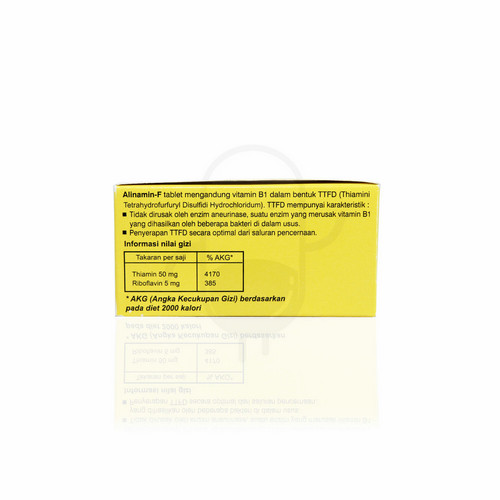 Alinamin-F tablet mengandung vitamin B1 dalam bentuk TTFD (Thiamini
Tetrahydrofurfuryl Disulfidi Hydrochloridum). TTFD mempunyai karakteristik :
■ Tidak dirusak oleh enzim aneurinase, suatu enzim yang merusak vitamin B1
yang dihasilkan oleh beberapa bakteri di dalam usus.
■ Penyerapan TTFD secara optimal dari saluran pencernaan.
Informasi nilai gizi
Takaran per saji % AKG*
Thiamin 50 mg 4170
Riboflavin 5 mg 385
* AKG (Angka Kecukupan Gizi) berdasarkan
pada diet 2000 kalori